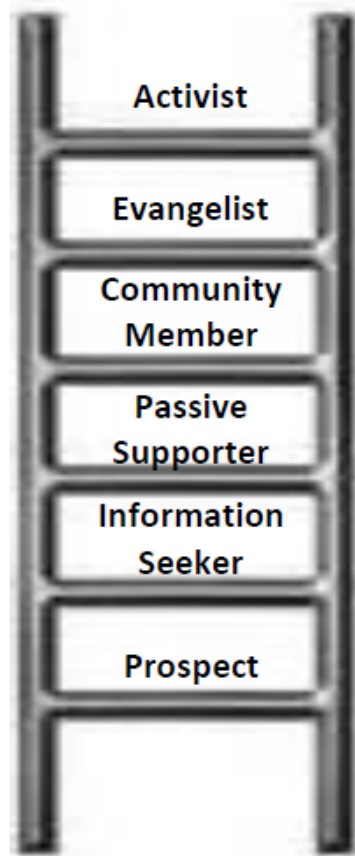 Activist
Evangelist
Community
Member
Passive
Supporter
Information
Seeker
Prospect